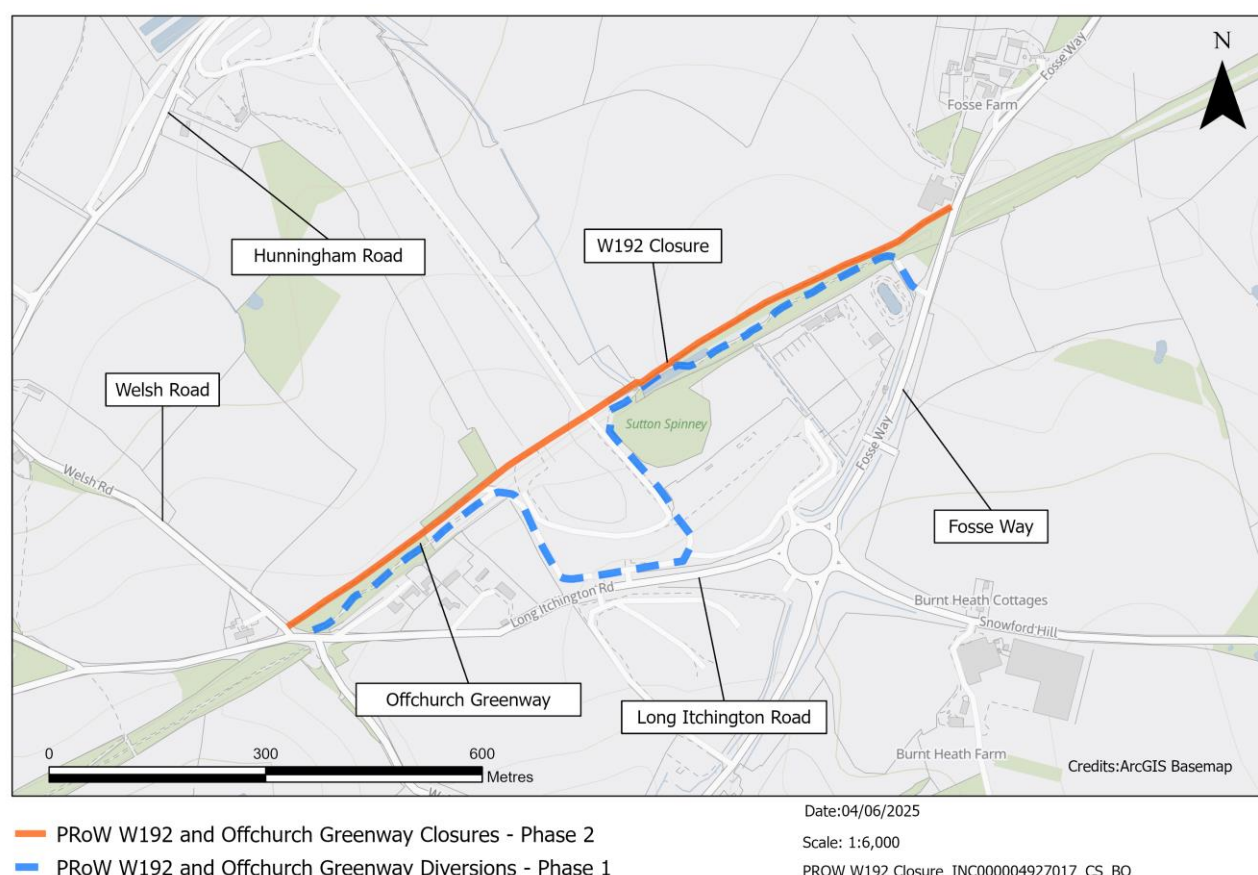 N
Fosse Way
Fosse Farm
Hunningham Road
W192 Closure
Welsh Road
Sutton Spinney
Welsh Rd
Fosse Way
Fosse Way
Long Itchington Rd
Burnt Heath Cottages
Snowford Hill
Offchurch Greenway
Long Itchington Road
Burnt Heath Farm
0 300 600
Metres
Credits:ArcGIS Basemap
W
Date:04/06/2025
PRoW W192 and Offchurch Greenway Closures - Phase 2
Scale: 1:6,000
PRoW W192 and Offchurch Greenway Diversions - Phase 1
PROW W192 Closure_INC000004927017_CS_BO